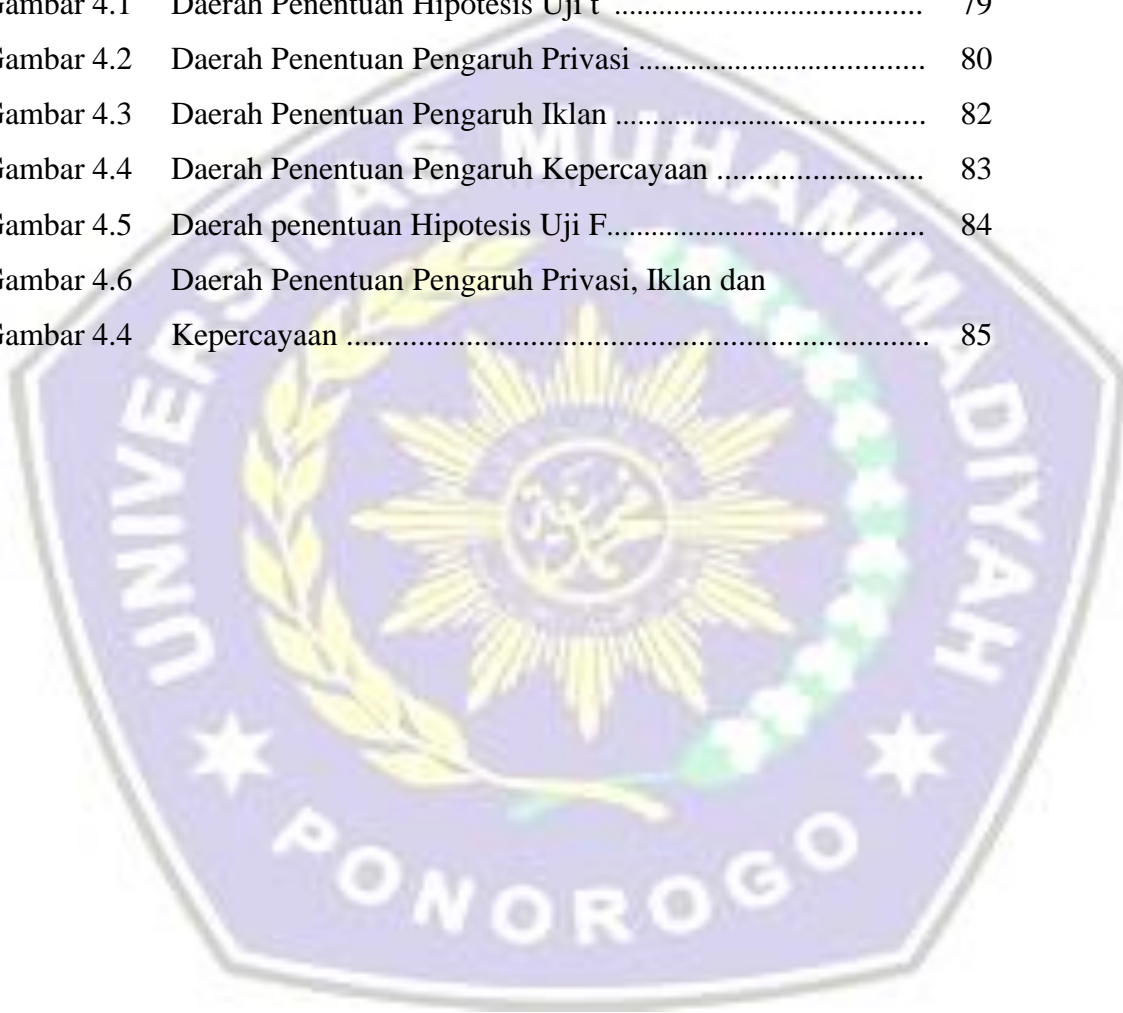 Gambar 4.1 Daerah Penentuan Hipotesis Uji t ................................................ 79
Gambar 4.2 Daerah Penentuan Pengaruh Privasi .................................... 80
Gambar 4.3 Daerah Penentuan Pengaruh Iklan ....................................... 82
Gambar 4.4 Daerah Penentuan Pengaruh Kepercayaan .......................... 83
Gambar 4.5 Daerah penentuan Hipotesis Uji F........................................ 84
Gambar 4.6 Daerah Penentuan Pengaruh Privasi, Iklan dan
Gambar 4.4 Kepercayaan ............................................................... 85
UNIVERSITAS MUHAMMADIYAH
PONOROGO